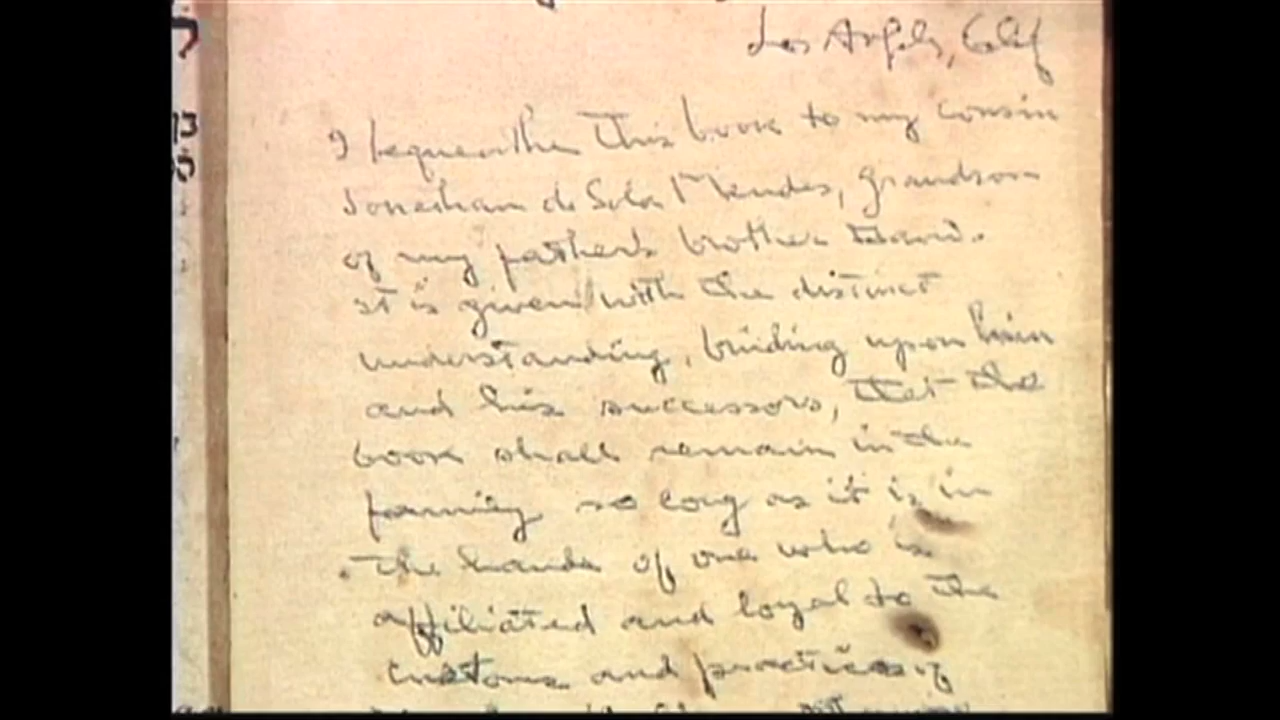 Los Angeles, Calif
I bequeathe this book to my cousin
Jonathan de Sola Mendes, grandson
of my father's brother David.
It is given with the distinct
understanding, binding upon him
and his successors, that the
book shall remain in the
family so long as it is in
the hands of one who is
affiliated and loyal to the
customs and practices of